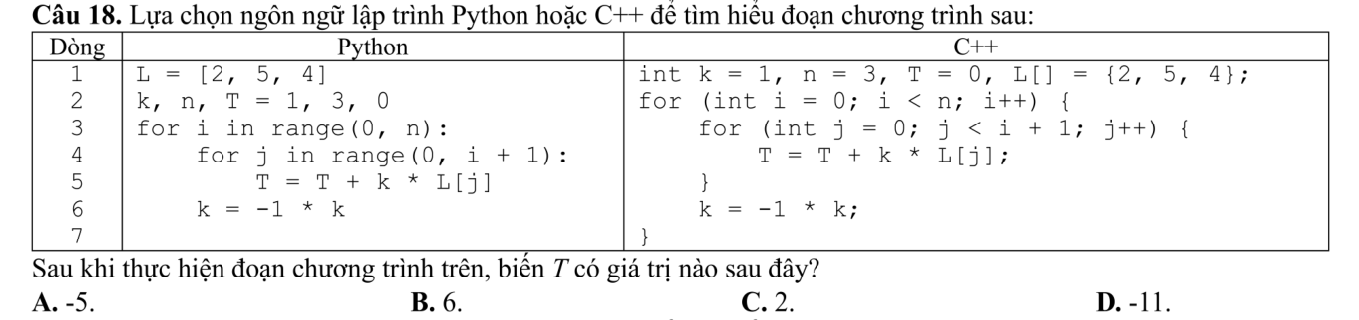 Câu 18. Lựa chọn ngôn ngữ lập trình Python hoặc C++ để tìm hiểu đoạn chương trình sau:
Dòng Python C++
1 L = [2, 5, 4] int k = 1, n = 3, T = 0, L[] = {2, 5, 4};
2 k, n, T = 1, 3, 0 for (int i = 0; i < n; i++) {
3 for i in range(0, n): for (int j = 0; j < i + 1; j++) {
4 for j in range(0, i + 1): T = T + k * L[j];
5 T = T + k * L[j] }
6 k = -1 * k k = -1 * k;
7 }
Sau khi thực hiện đoạn chương trình trên, biến T có giá trị nào sau đây?
A. -5. B. 6. C. 2. D. -11.